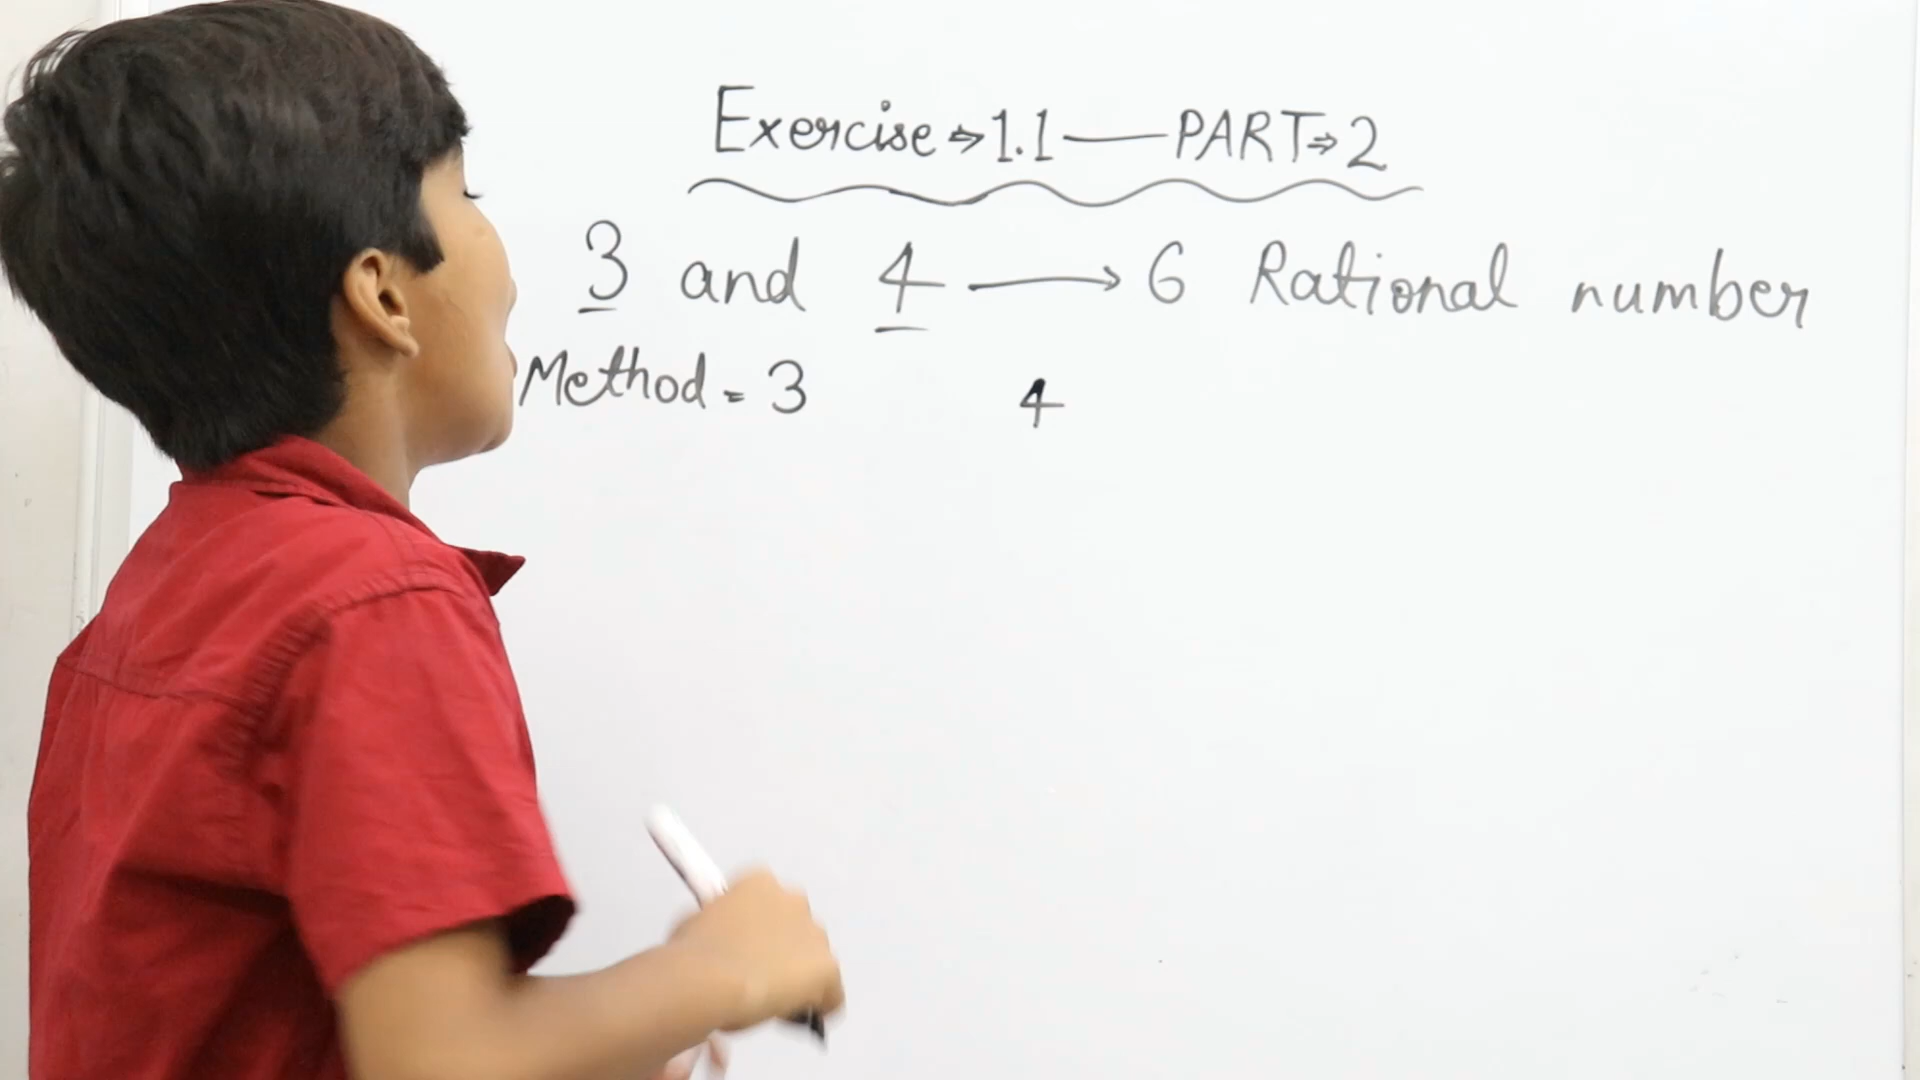 Exercise ⇒ 1.1 — PART ⇒ 2
3 and 4 → 6 Rational number
Method = 3 4